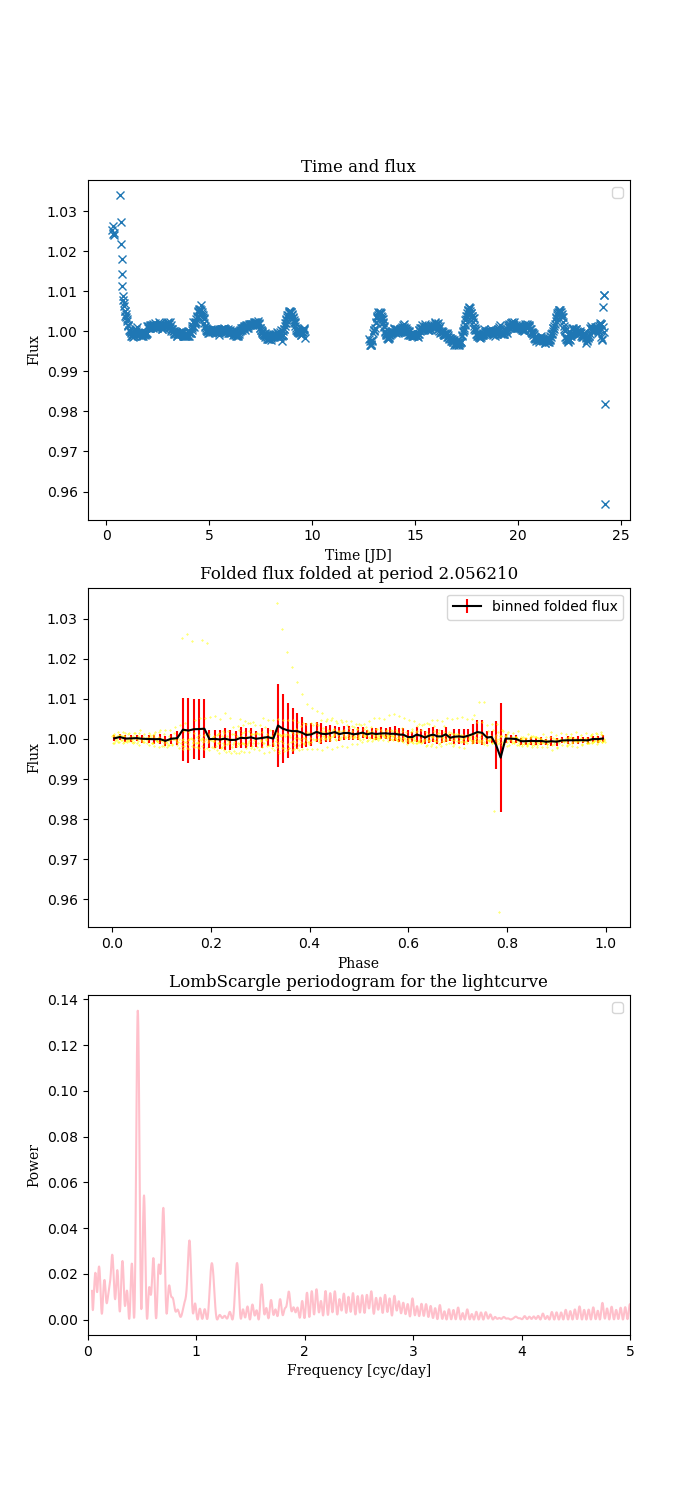 Time and flux
Flux
1.03
1.02
1.01
1.00
0.99
0.98
0.97
0.96
0 5 10 15 20 25
Time [JD]
Folded flux folded at period 2.056210
binned folded flux
Flux
1.03
1.02
1.01
1.00
0.99
0.98
0.97
0.96
0.0 0.2 0.4 0.6 0.8 1.0
Phase
LombScargle periodogram for the lightcurve
Power
0.14
0.12
0.10
0.08
0.06
0.04
0.02
0.00
0 1 2 3 4 5
Frequency [cyc/day]